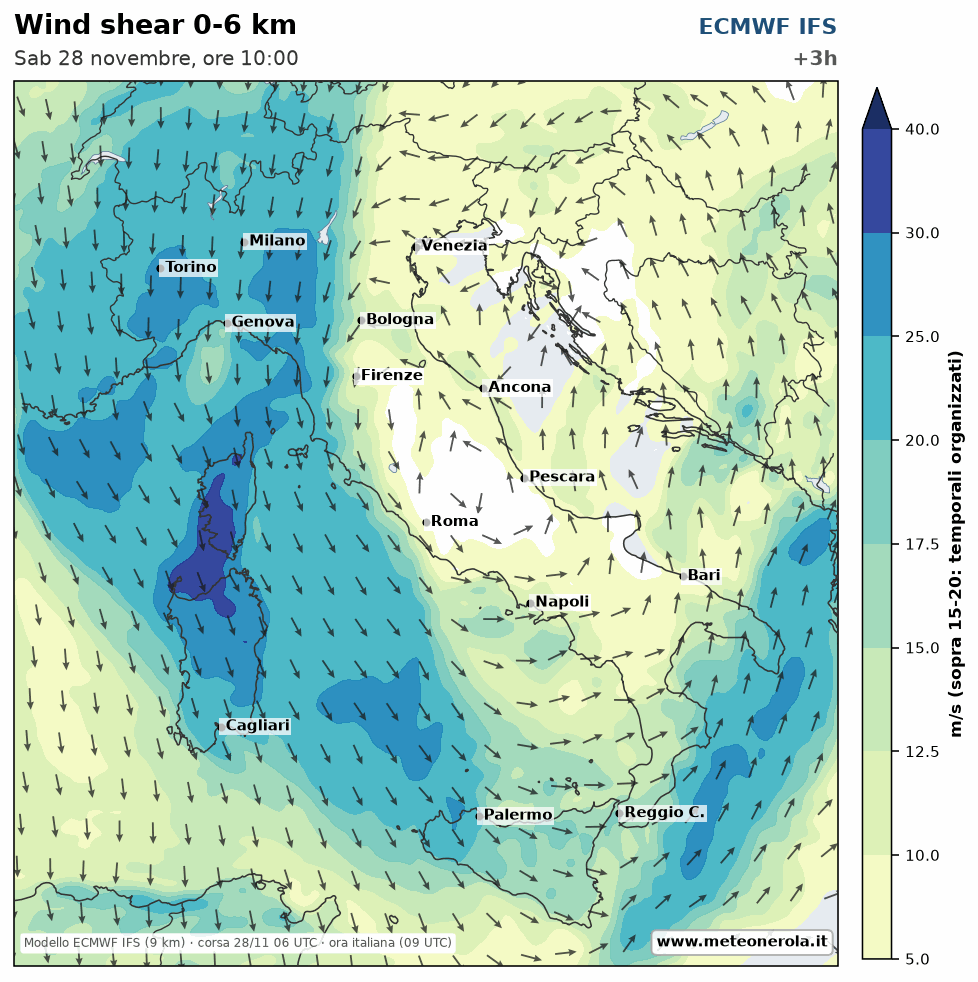 Wind shear 0-6 km
ECMWF IFS
Sab 28 novembre, ore 10:00
+3h
40.0
30.0
25.0
20.0
17.5
15.0
12.5
10.0
5.0
m/s (sopra 15-20: temporali organizzati)
Milano
Venezia
Torino
Genova
Bologna
Firenze
Ancona
Pescara
Roma
Bari
Napoli
Cagliari
Palermo
Reggio C.
Modello ECMWF IFS (9 km) · corsa 28/11 06 UTC · ora italiana (09 UTC)
www.meteonerola.it